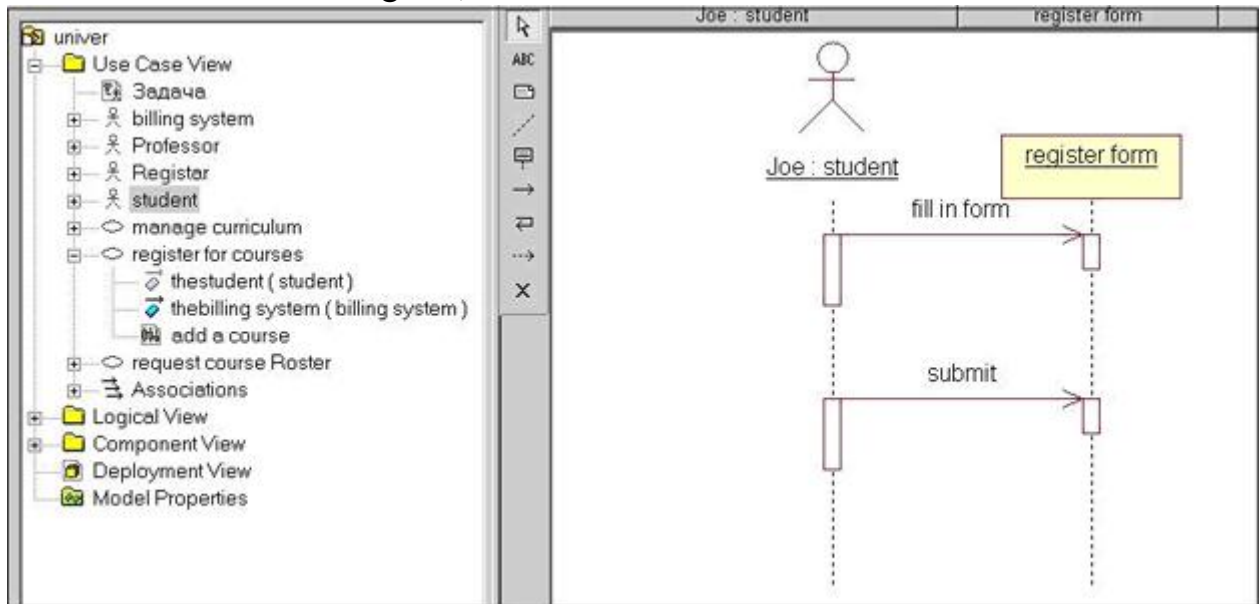 univer
Use Case View
Задача
billing system
Professor
Registar
student
manage curriculum
register for courses
thestudent ( student )
thebilling system ( billing system )
add a course
request course Roster
Associations
Logical View
Component View
Deployment View
Model Properties
ABC
Joe : student
register form
Joe : student
register form
fill in form
submit